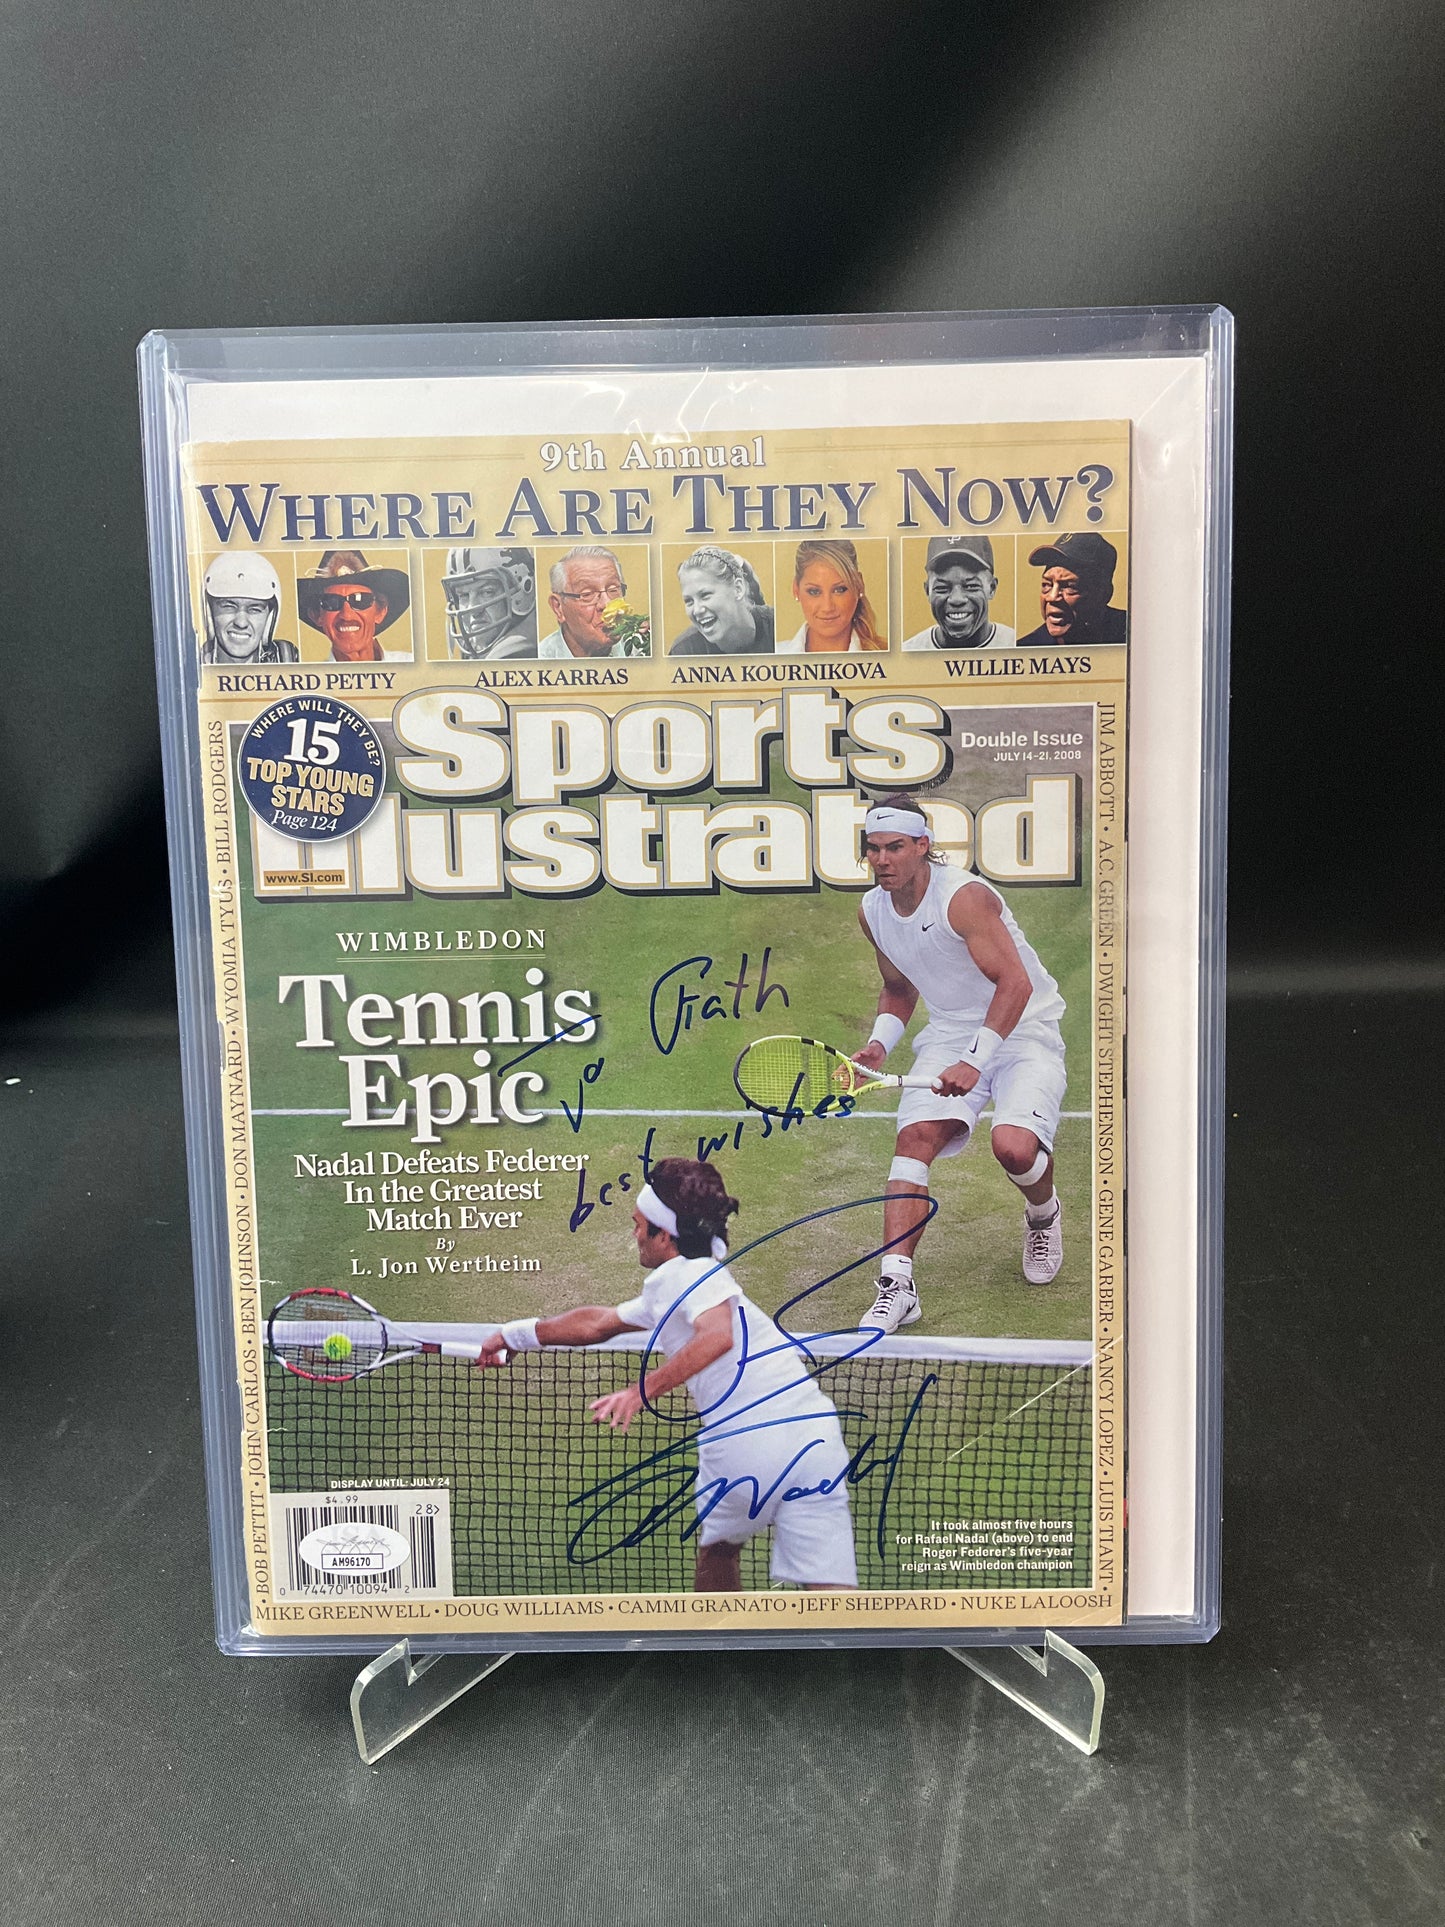 9th Annual
WHERE ARE THEY NOW?
RICHARD PETTY
ALEX KARRAS
ANNA KOURNIKOVA
WILLIE MAYS
WHERE WILL THEY BE?
15
TOP YOUNG
STARS
Page 124
Sports
Illustrated
www.SI.com
Double Issue
JULY 14-21, 2008
WIMBLEDON
Tennis
Epic
Nadal Defeats Federer
In the Greatest
Match Ever
By
L. Jon Wertheim
To
best wishes
Nadal
DISPLAY UNTIL JULY 24
$4.99
28>
AM96170
0 74470 10094 2
It took almost five hours
for Rafael Nadal (above) to end
Roger Federer's five-year
reign as Wimbledon champion
BOB PETTIT • JOHN CARLOS • BEN JOHNSON • DON MAYNARD • WYOMIA TYUS • BILL RODGERS
JIM ABBOTT • A.C. GREEN • DWIGHT STEPHENSON • GENE GARBER • NANCY LOPEZ • LUIS TIANT •
MIKE GREENWELL • DOUG WILLIAMS • CAMMI GRANATO • JEFF SHEPPARD • NUKE LALOOSH